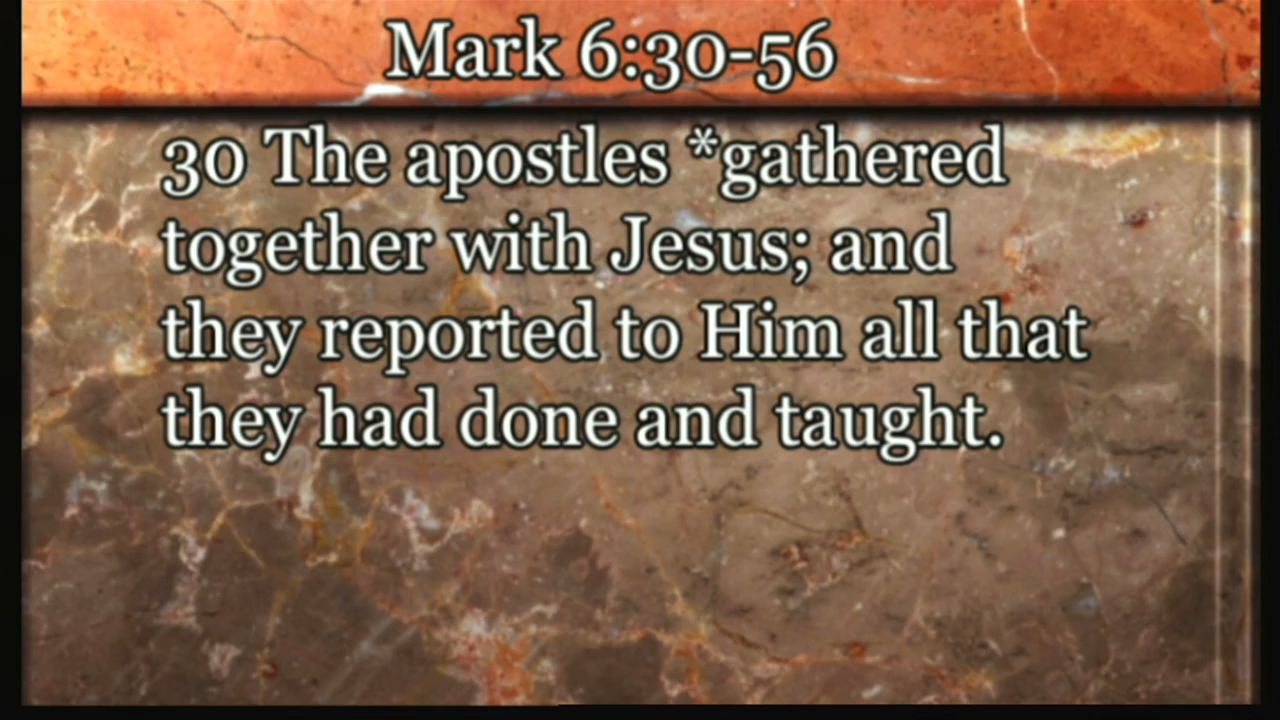 Mark 6:30-56
30 The apostles *gathered
together with Jesus; and
they reported to Him all that
they had done and taught.